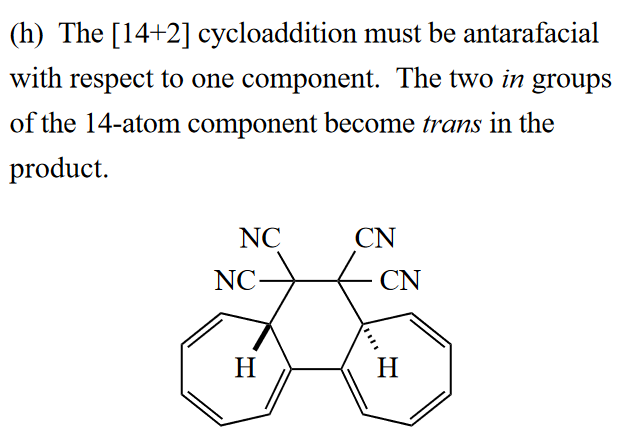 (h) The [14+2] cycloaddition must be antarafacial
with respect to one component. The two in groups
of the 14-atom component become trans in the
product.
NC CN
NC CN
H H